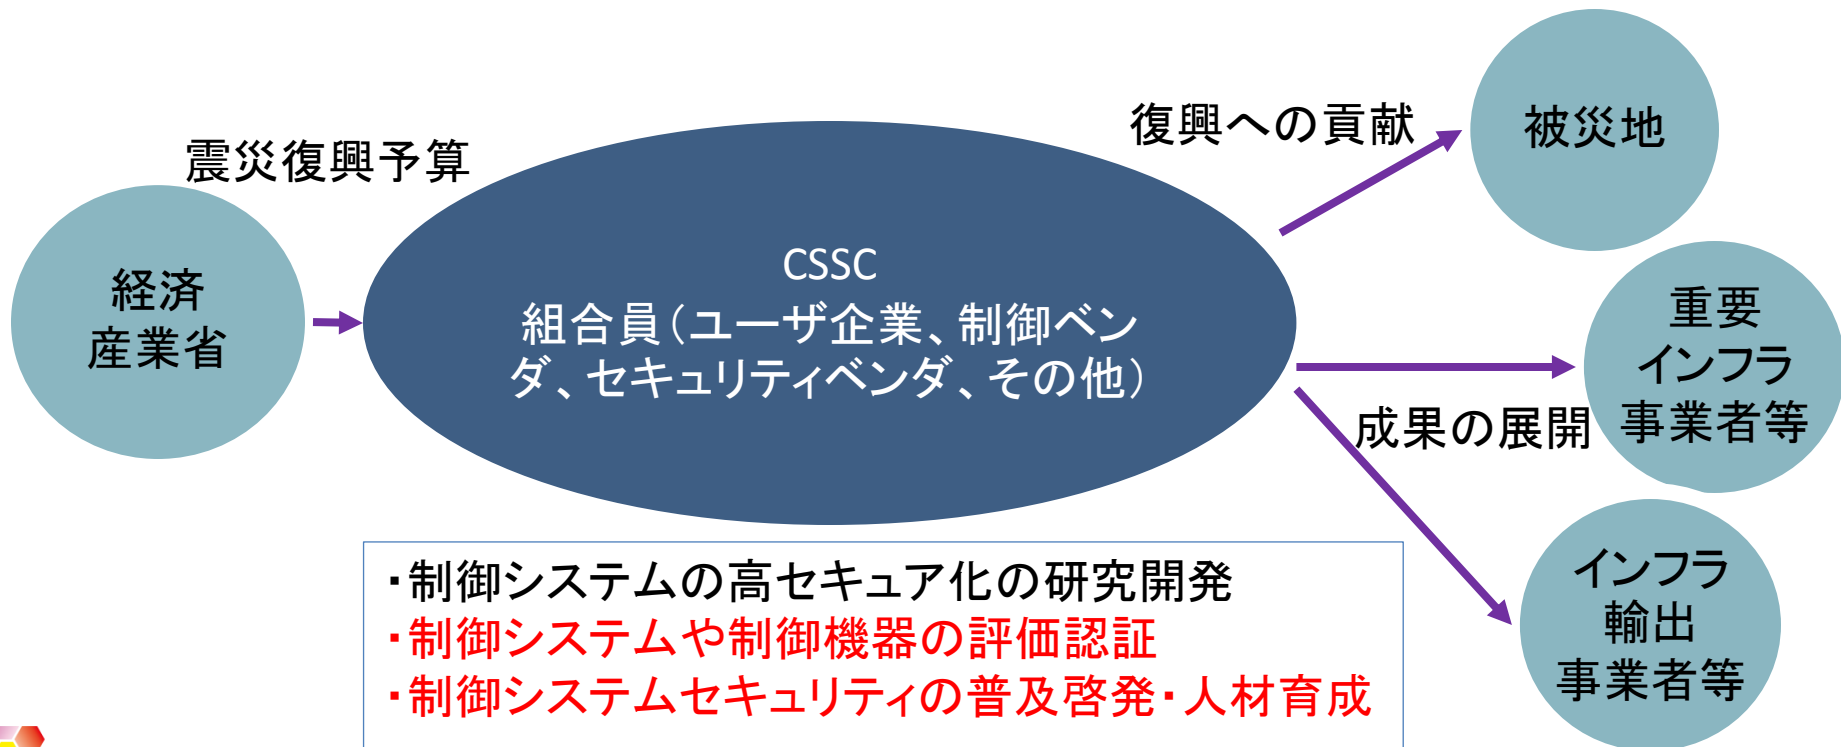 震災復興予算
経済
産業省
CSSC
組合員（ユーザ企業、制御ベン
ダ、セキュリティベンダ、その他）
復興への貢献
被災地
重要
インフラ
事業者等
成果の展開
インフラ
輸出
事業者等
・制御システムの高セキュア化の研究開発
・制御システムや制御機器の評価認証
・制御システムセキュリティの普及啓発・人材育成